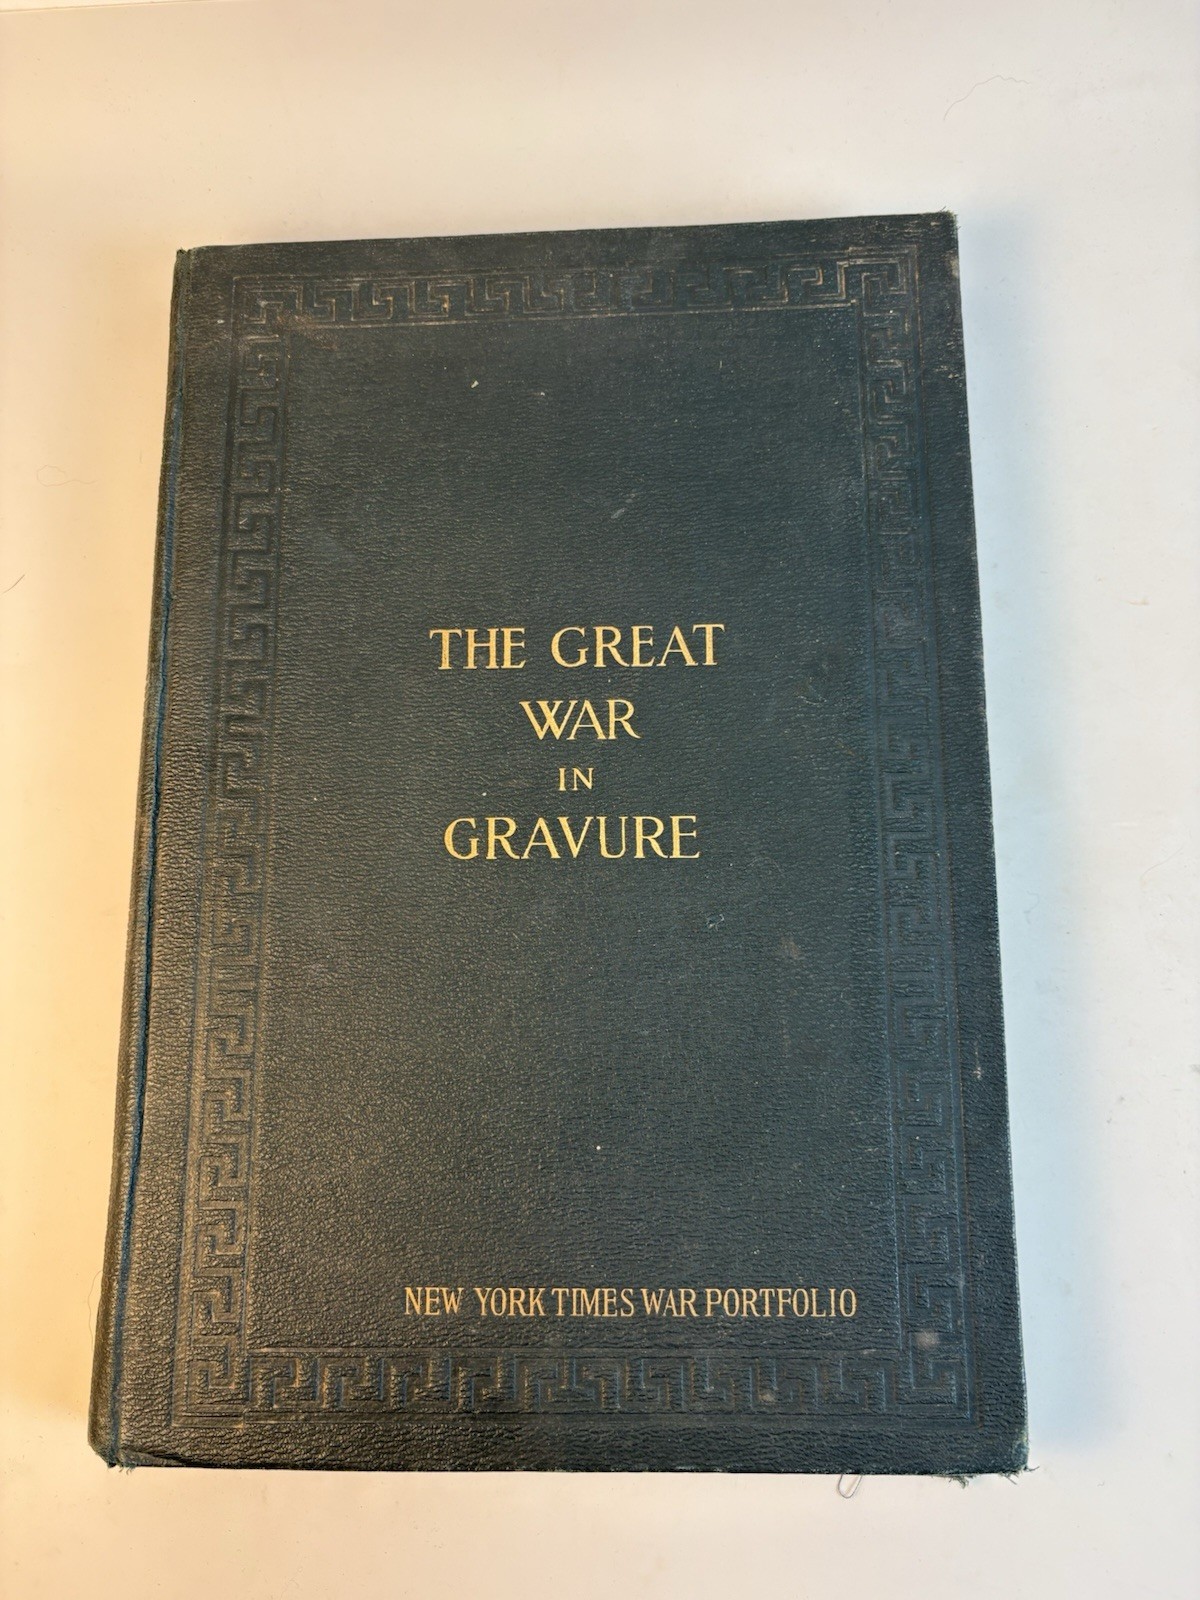 THE GREAT
WAR
IN
GRAVURE
NEW YORK TIMES WAR PORTFOLIO